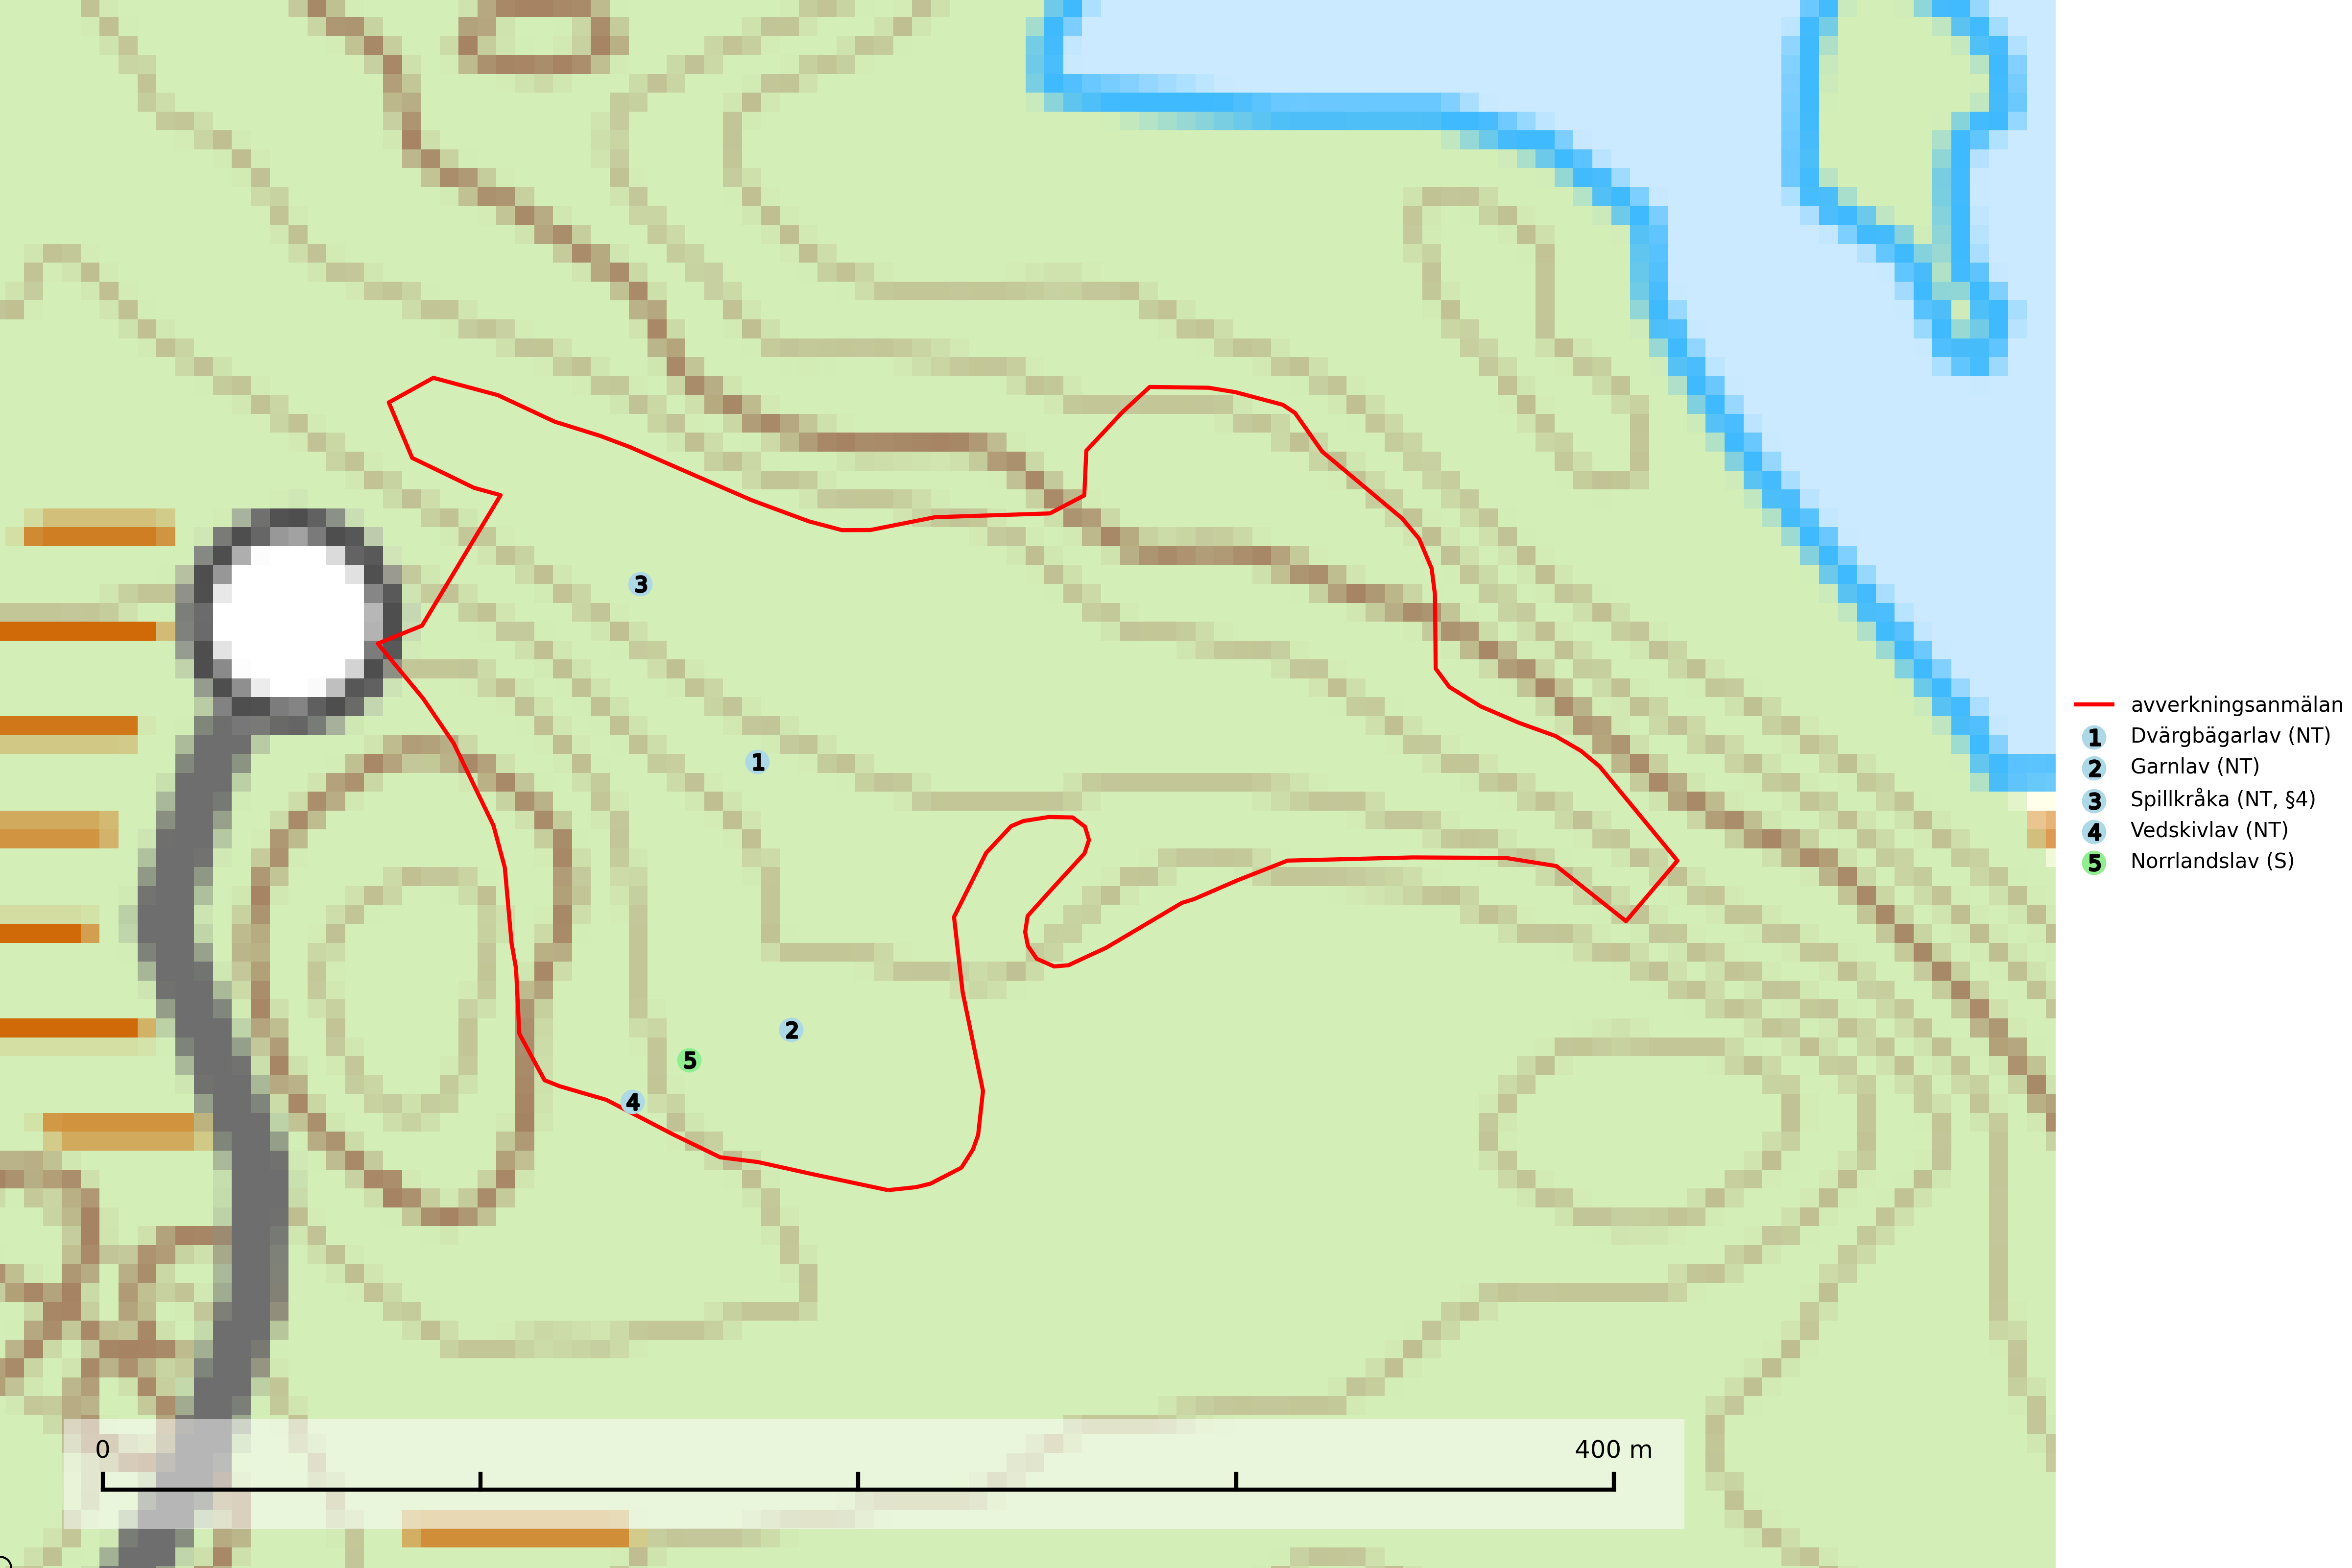 3
1
2
5
4
avverkningsanmälan
1 Dvärgbägarlav (NT)
2 Garnlav (NT)
3 Spillkråka (NT, §4)
4 Vedskivlav (NT)
5 Norrlandslav (S)
0 400 m